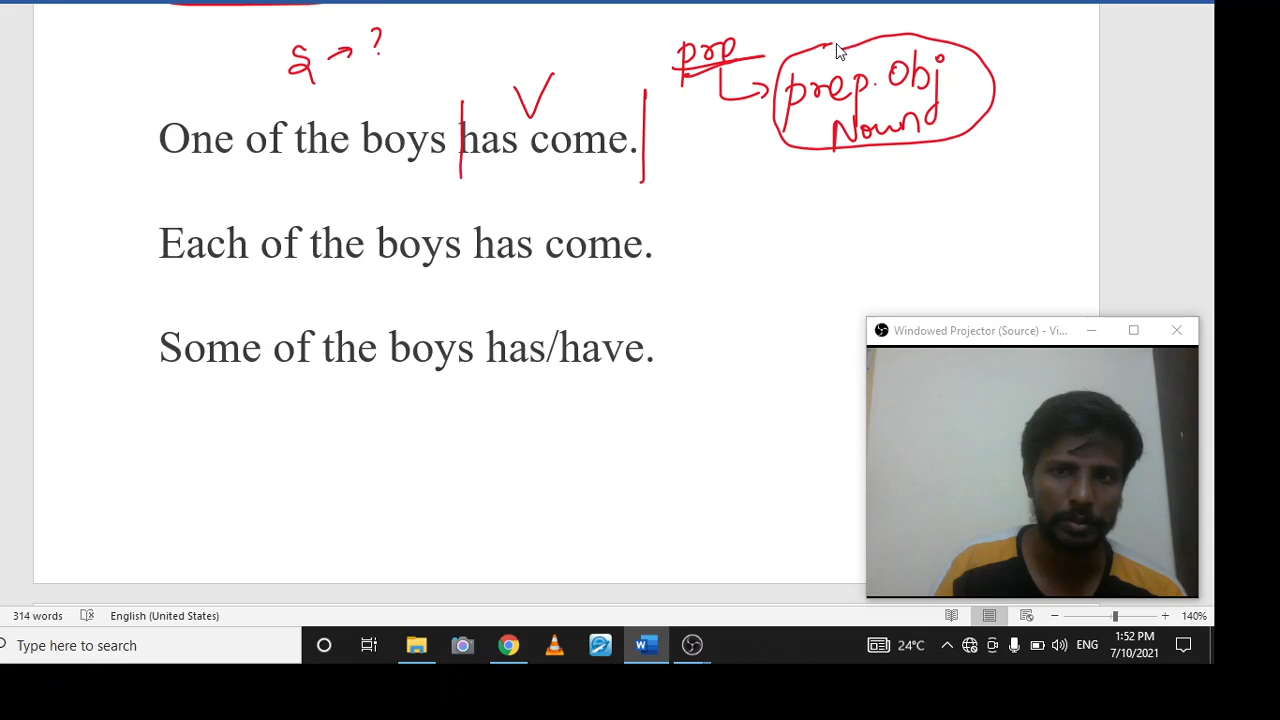 S → ?
prp
prep. Obj
Noun
V
One of the boys has come.
Each of the boys has come.
Some of the boys has/have.
Windowed Projector (Source) - Vi...
314 words English (United States) 140%
Type here to search 24°C ENG 1:52 PM
7/10/2021